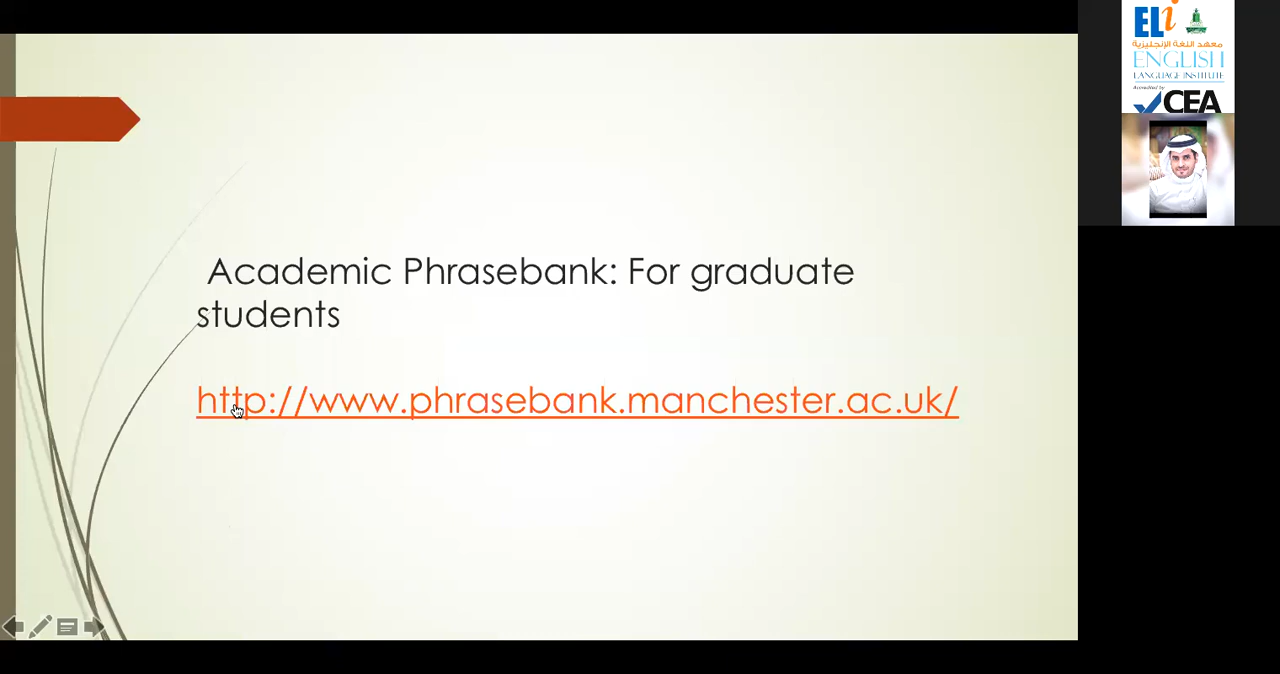 Academic Phrasebank: For graduate
students
http://www.phrasebank.manchester.ac.uk/
ELi
معهد اللغة الإنجليزية
ENGLISH
LANGUAGE INSTITUTE
Accredited by
CEA